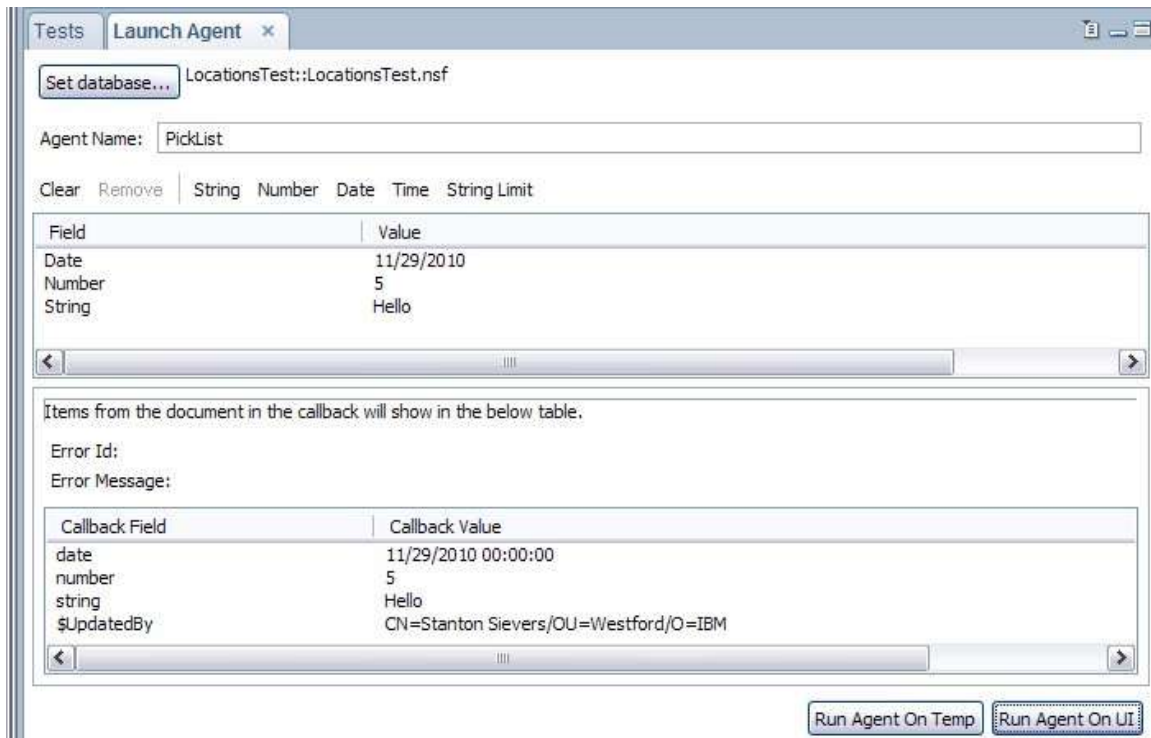 Tests Launch Agent
Set database... LocationsTest::LocationsTest.nsf
Agent Name: PickList
Clear Remove String Number Date Time String Limit
Field Value
Date 11/29/2010
Number 5
String Hello
Items from the document in the callback will show in the below table.
Error Id:
Error Message:
Callback Field Callback Value
date 11/29/2010 00:00:00
number 5
string Hello
$UpdatedBy CN=Stanton Sievers/OU=Westford/O=IBM
Run Agent On Temp Run Agent On UI